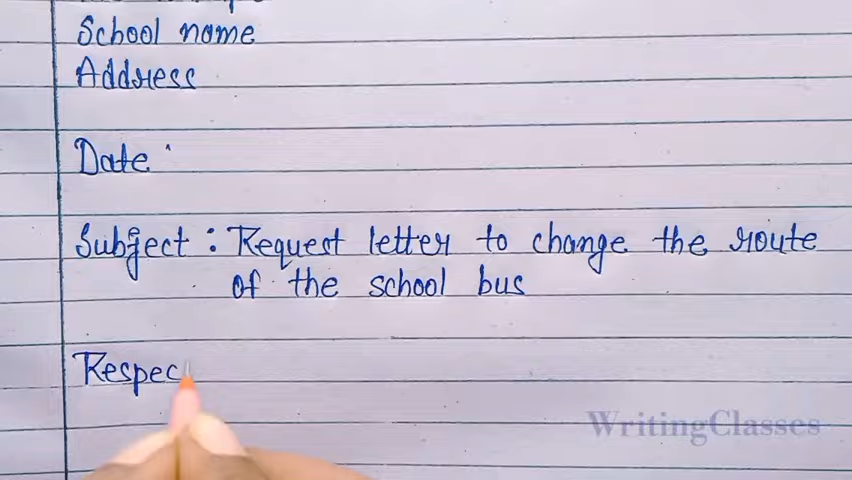 School name
Address
Date :
Subject : Request letter to change the route
of the school bus
Respec
WritingClasses